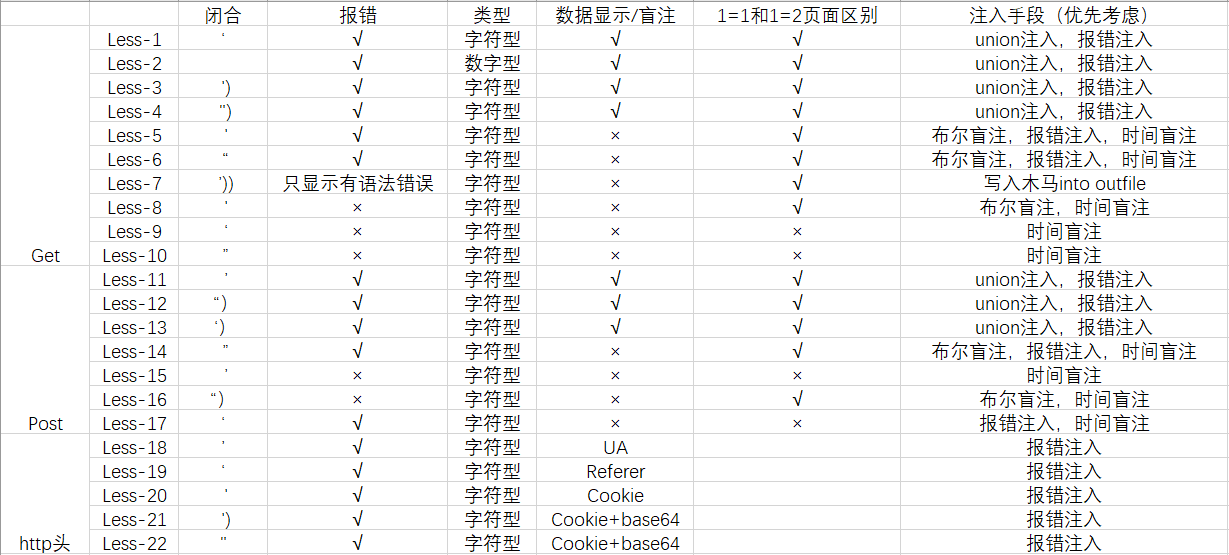 闭合 报错 类型 数据显示/盲注 1=1和1=2页面区别 注入手段（优先考虑）
Less-1 ‘ √ 字符型 √ √ union注入，报错注入
Less-2 √ 数字型 √ √ union注入，报错注入
Less-3 ') √ 字符型 √ √ union注入，报错注入
Less-4 ") √ 字符型 √ √ union注入，报错注入
Less-5 ' √ 字符型 × √ 布尔盲注，报错注入，时间盲注
Less-6 “ √ 字符型 × √ 布尔盲注，报错注入，时间盲注
Less-7 ’)) 只显示有语法错误 字符型 × √ 写入木马into outfile
Less-8 ' × 字符型 × √ 布尔盲注，时间盲注
Less-9 ‘ × 字符型 × × 时间盲注
Get Less-10 ” × 字符型 × × 时间盲注
Less-11 ’ √ 字符型 √ √ union注入，报错注入
Less-12 “) √ 字符型 √ √ union注入，报错注入
Less-13 ‘) √ 字符型 √ √ union注入，报错注入
Less-14 ” √ 字符型 × √ 布尔盲注，报错注入，时间盲注
Less-15 ’ × 字符型 × × 时间盲注
Less-16 “) × 字符型 × √ 布尔盲注，时间盲注
Post Less-17 ‘ √ 字符型 × × 报错注入，时间盲注
Less-18 ’ √ 字符型 UA 报错注入
Less-19 ‘ √ 字符型 Referer 报错注入
Less-20 ' √ 字符型 Cookie 报错注入
Less-21 ') √ 字符型 Cookie+base64 报错注入
http头 Less-22 " √ 字符型 Cookie+base64 报错注入